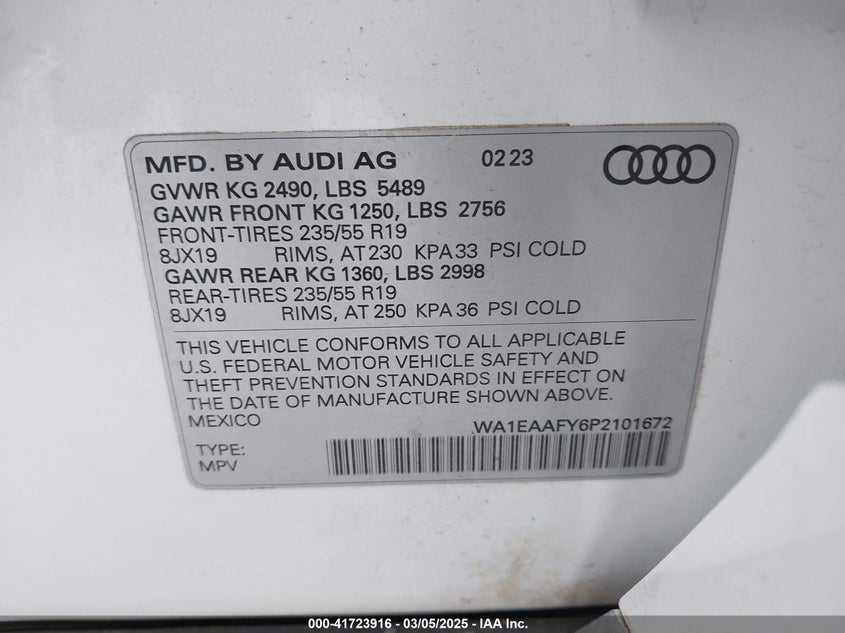 MFD. BY AUDI AG 02 23
GVWR KG 2490, LBS 5489
GAWR FRONT KG 1250, LBS 2756
FRONT-TIRES 235/55 R19
8JX19 RIMS, AT 230 KPA 33 PSI COLD
GAWR REAR KG 1360, LBS 2998
REAR-TIRES 235/55 R19
8JX19 RIMS, AT 250 KPA 36 PSI COLD
THIS VEHICLE CONFORMS TO ALL APPLICABLE
U.S. FEDERAL MOTOR VEHICLE SAFETY AND
THEFT PREVENTION STANDARDS IN EFFECT ON
THE DATE OF MANUFACTURE SHOWN ABOVE.
MEXICO
WA1EAAFY6P2101672
TYPE:
MPV
000-41723916 — 03/05/2025 — IAA Inc.